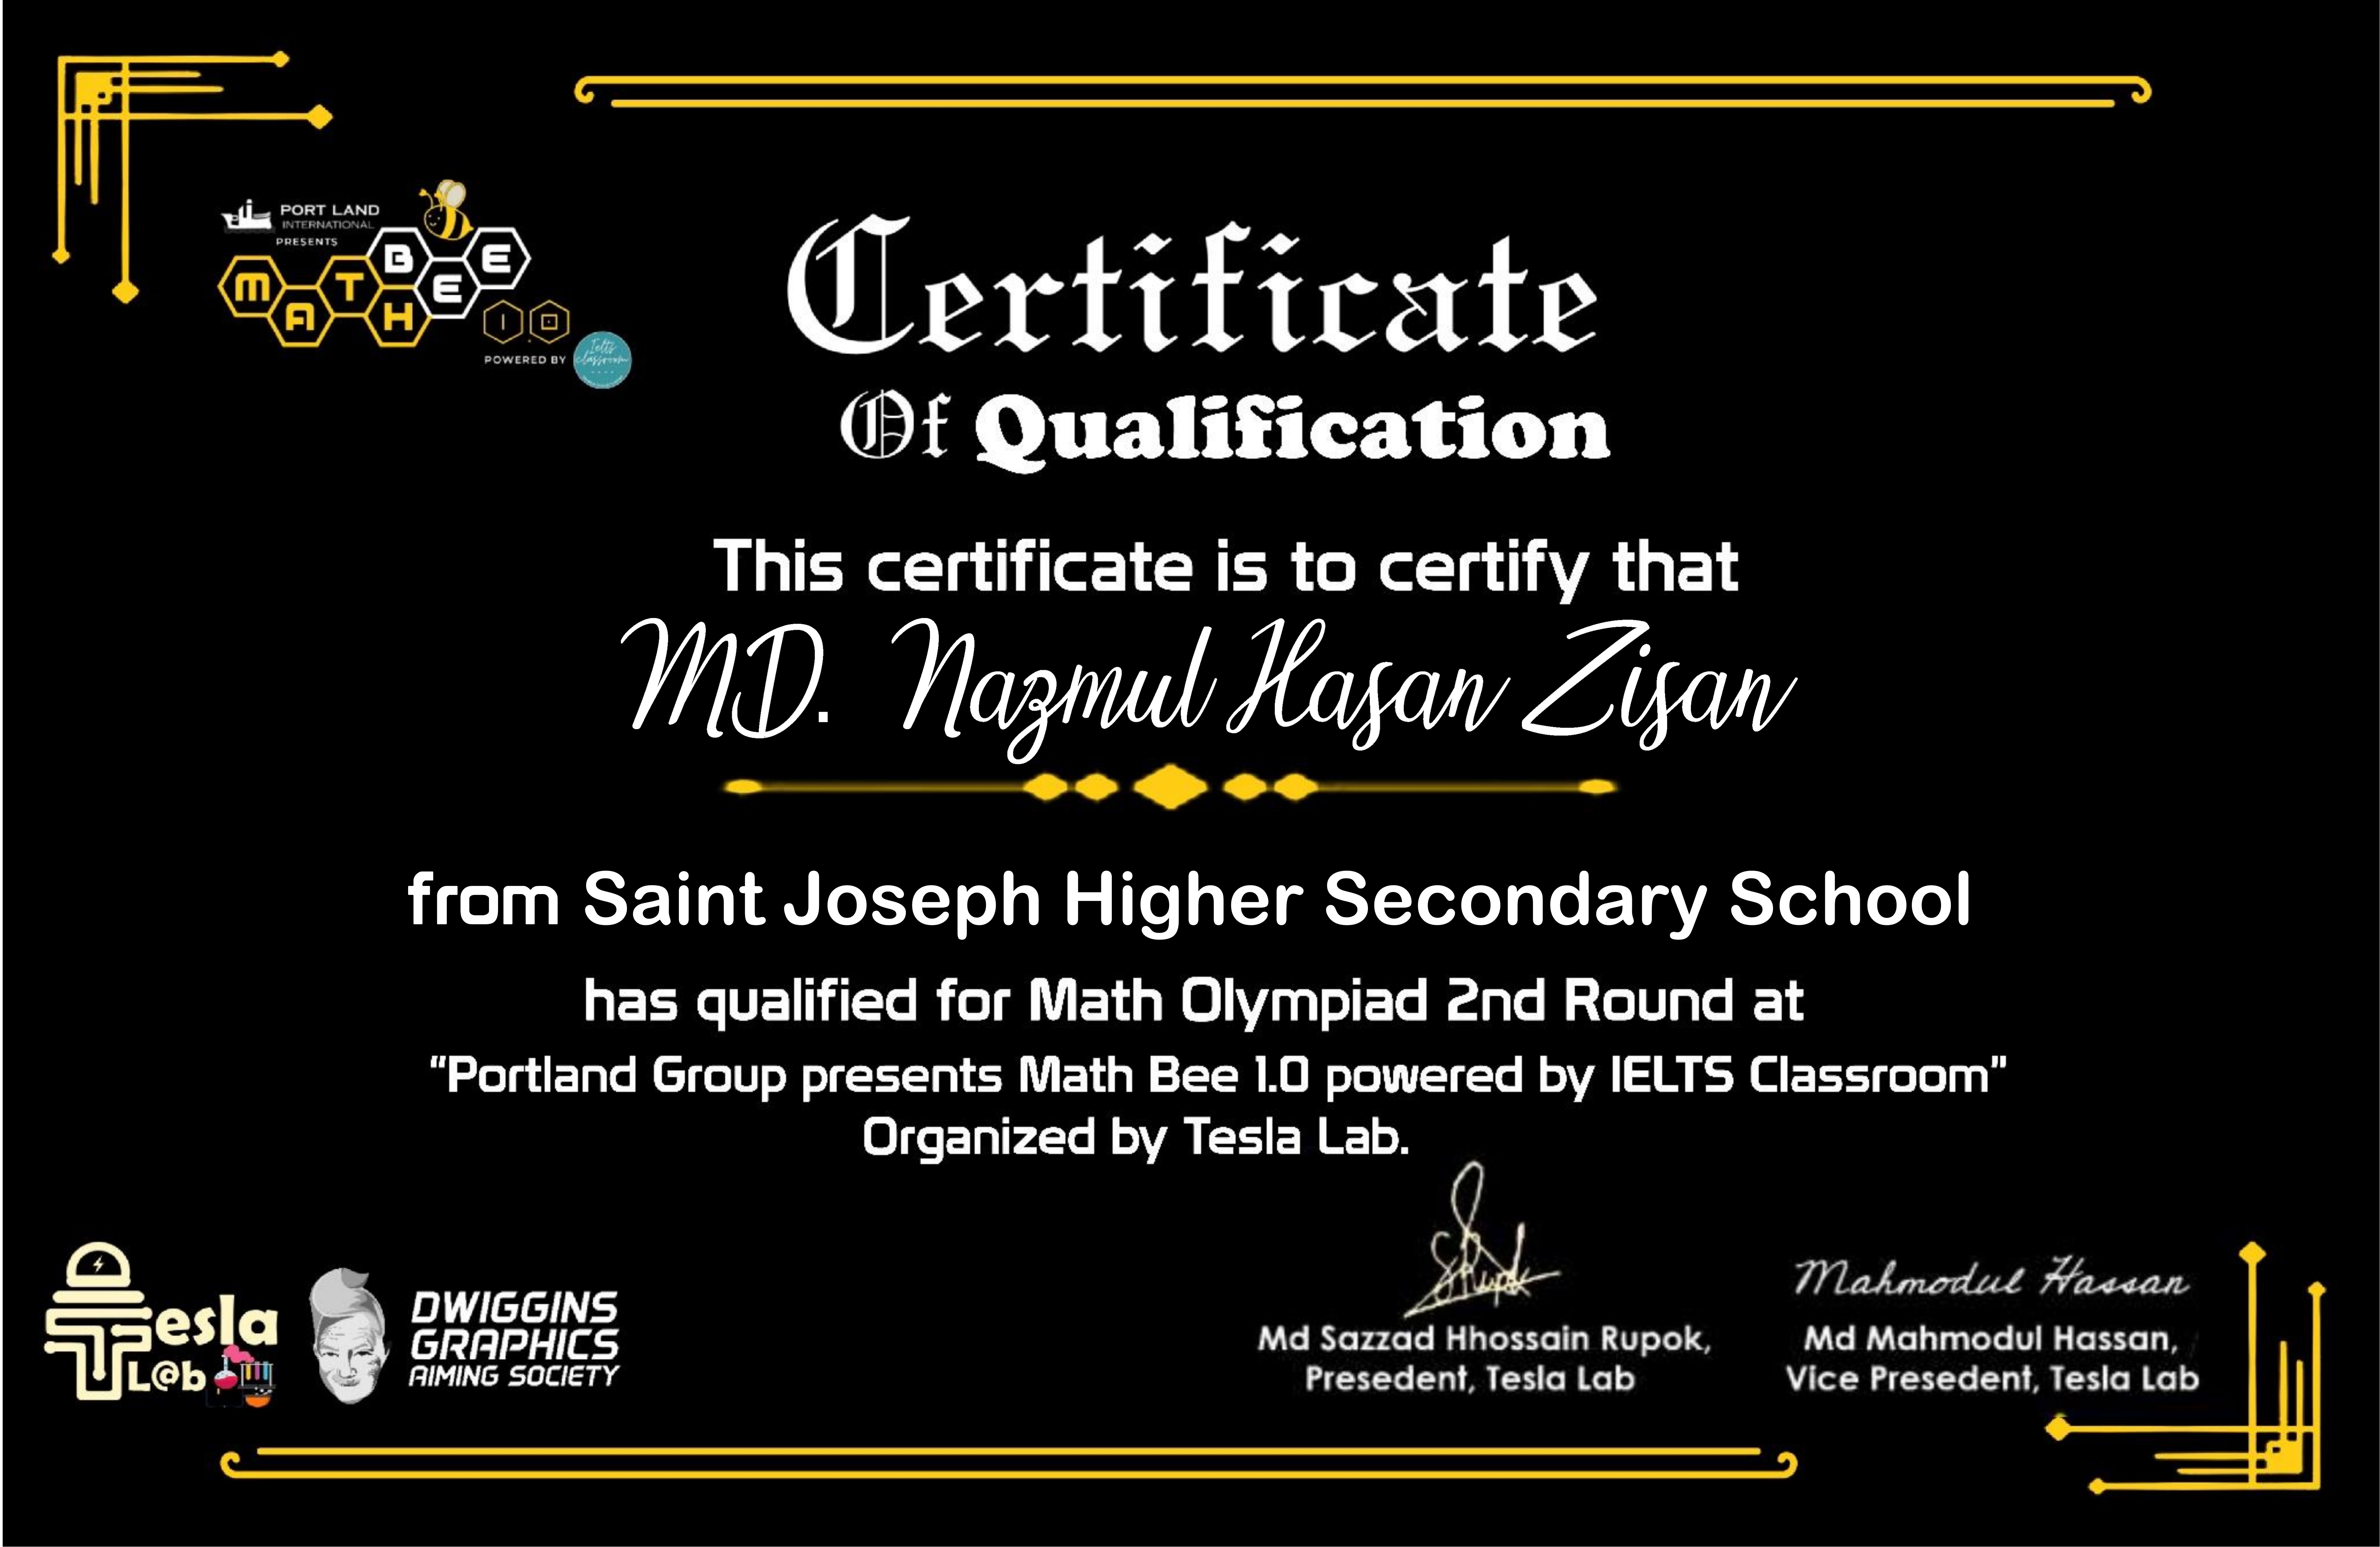 PORT LAND
INTERNATIONAL
PRESENTS
MATH BEE
1.0
POWERED BY
Ielts
classroom
Certificate
Of Qualification
This certificate is to certify that
MD. Nazmul Hasan Zisan
from Saint Joseph Higher Secondary School
has qualified for Math Olympiad 2nd Round at
“Portland Group presents Math Bee 1.0 powered by IELTS Classroom”
Organized by Tesla Lab.
Tesla
L@b
DWIGGINS
GRAPHICS
AIMING SOCIETY
Mahmodul Hassan
Md Sazzad Hhossain Rupok,
Presedent, Tesla Lab
Md Mahmodul Hassan,
Vice Presedent, Tesla Lab